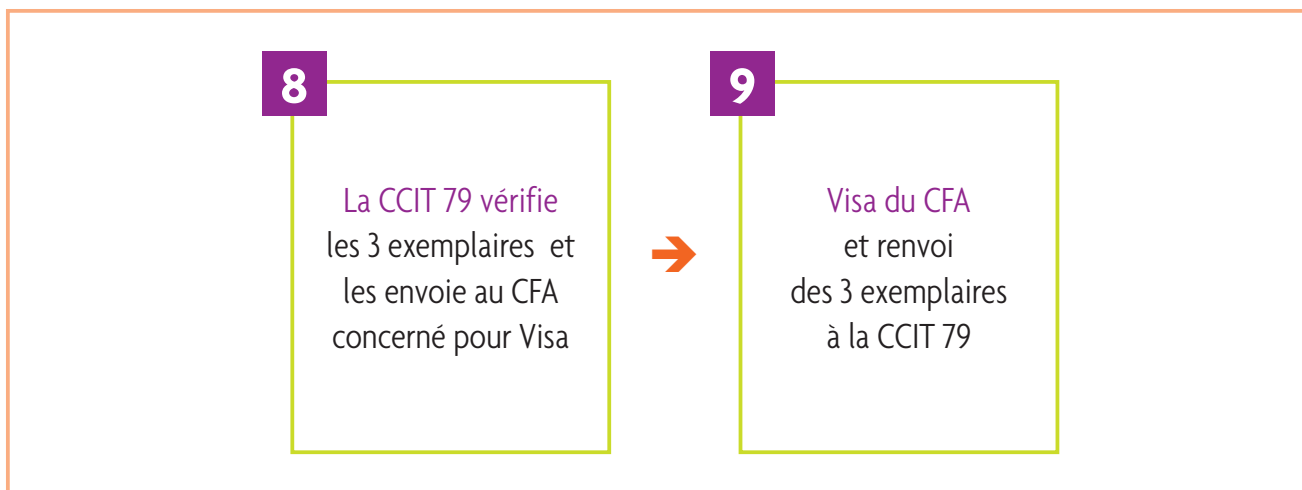 8
La CCIT 79 vérifie
les 3 exemplaires et
les envoie au CFA
concerné pour Visa
9
Visa du CFA
et renvoi
des 3 exemplaires
à la CCIT 79